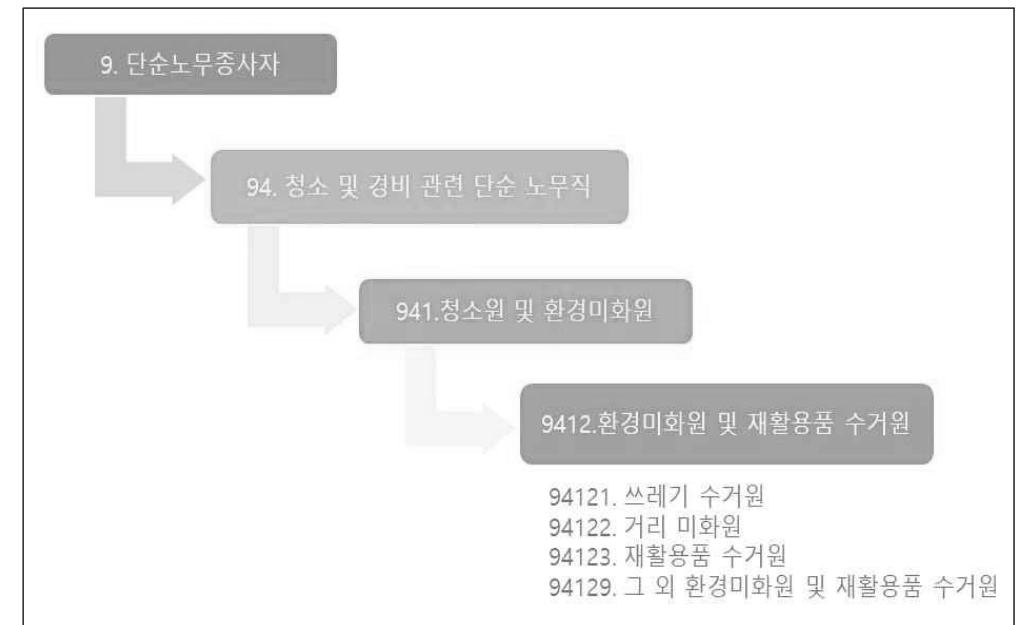 9. 단순노무종사자
94. 청소 및 경비 관련 단순 노무직
941.청소원 및 환경미화원
9412.환경미화원 및 재활용품 수거원
94121. 쓰레기 수거원
94122. 거리 미화원
94123. 재활용품 수거원
94129. 그 외 환경미화원 및 재활용품 수거원